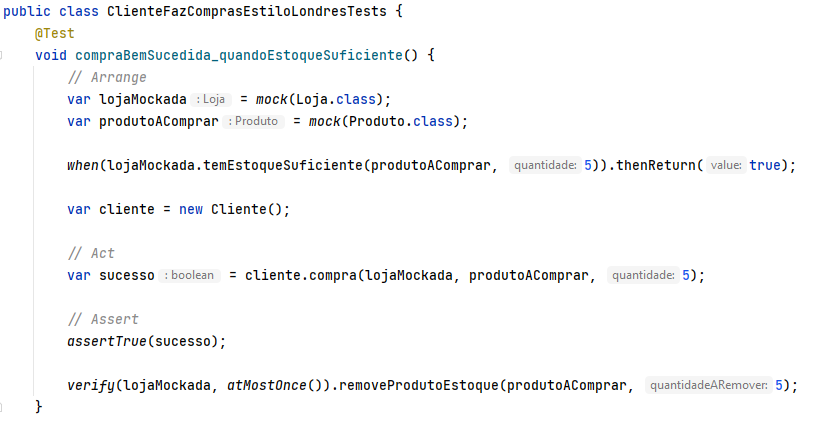 public class ClienteFazComprasEstiloLondresTests {
@Test
void compraBemSucedida_quandoEstoqueSuficiente() {
// Arrange
var lojaMockada : Loja = mock(Loja.class);
var produtoAComprar : Produto = mock(Produto.class);
when(lojaMockada.temEstoqueSuficiente(produtoAComprar, quantidade: 5)).thenReturn( value: true);
var cliente = new Cliente();
// Act
var sucesso : boolean = cliente.compra(lojaMockada, produtoAComprar, quantidade: 5);
// Assert
assertTrue(sucesso);
verify(lojaMockada, atMostOnce()).removeProdutoEstoque(produtoAComprar, quantidadeARemover: 5);
}